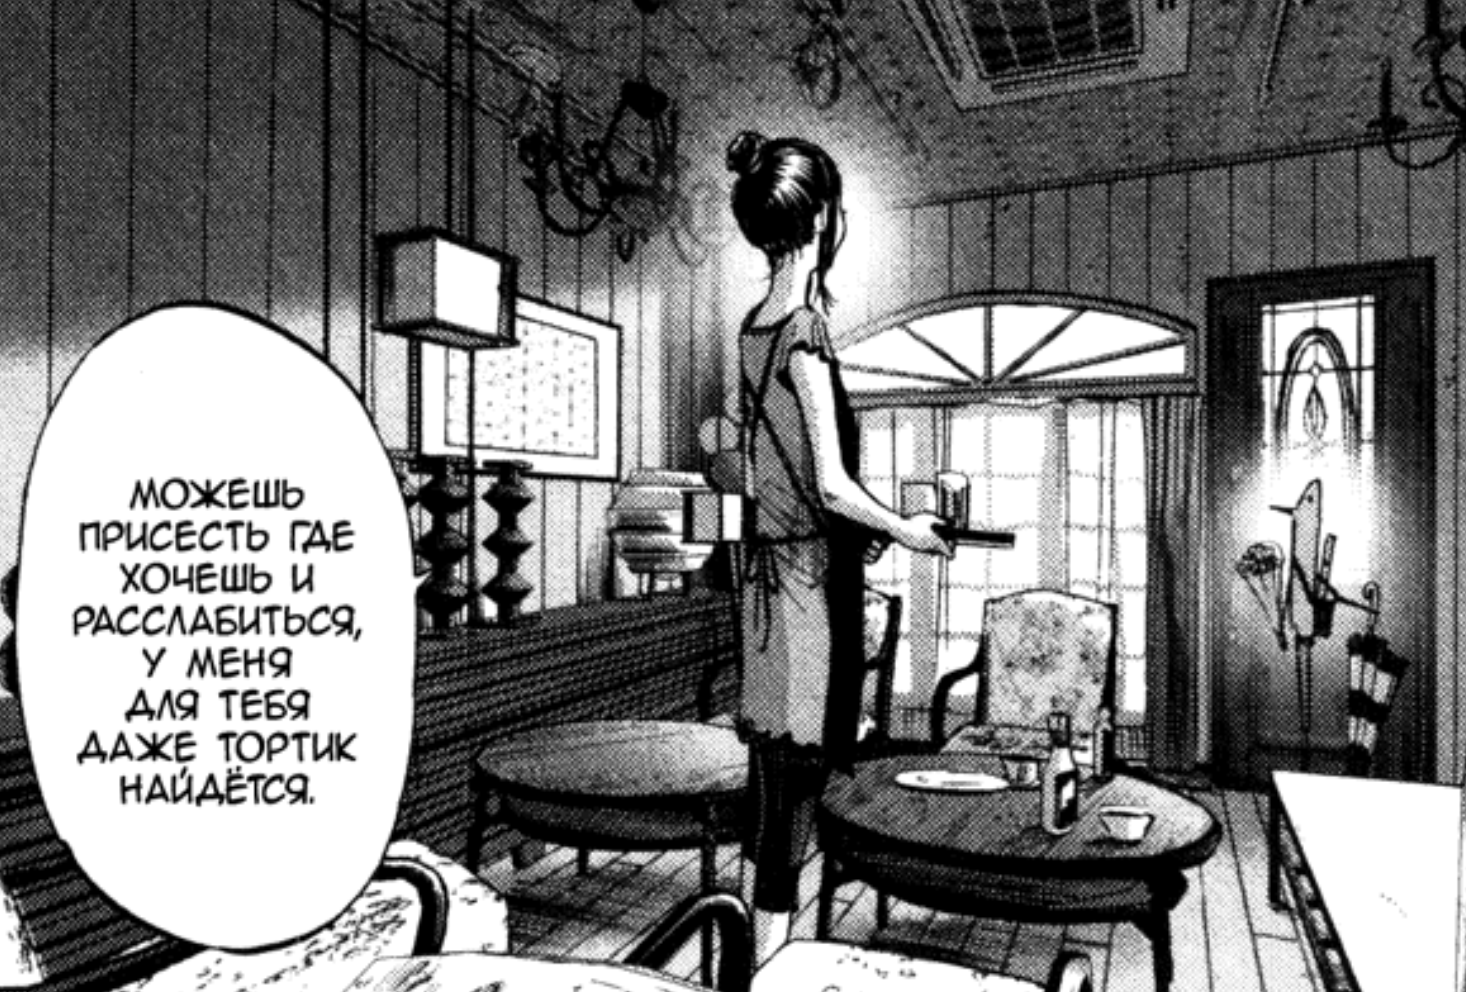 МОЖЕШЬ
ПРИСЕСТЬ ГДЕ
ХОЧЕШЬ И
РАССЛАБИТЬСЯ,
У МЕНЯ
ДЛЯ ТЕБЯ
ДАЖЕ ТОРТИК
НАЙДЁТСЯ.